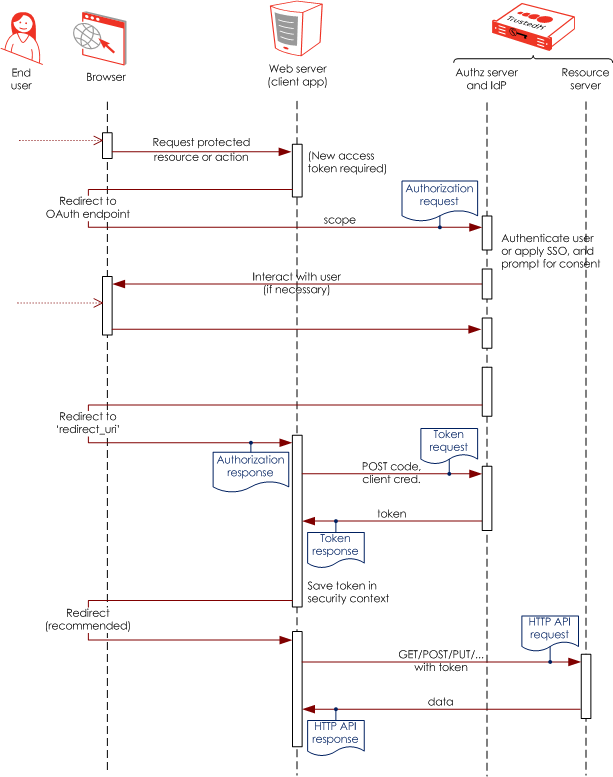 TrustedX
End
user
Browser
Web server
(client app)
Authz server
and IdP
Resource
server
Request protected
resource or action
(New access
token required)
Redirect to
OAuth endpoint
Authorization
request
scope
Authenticate user
or apply SSO, and
prompt for consent
Interact with user
(if necessary)
Redirect to
'redirect_uri'
Authorization
response
Token
request
POST code,
client cred.
token
Token
response
Save token in
security context
Redirect
(recommended)
HTTP API
request
GET/POST/PUT/...
with token
data
HTTP API
response